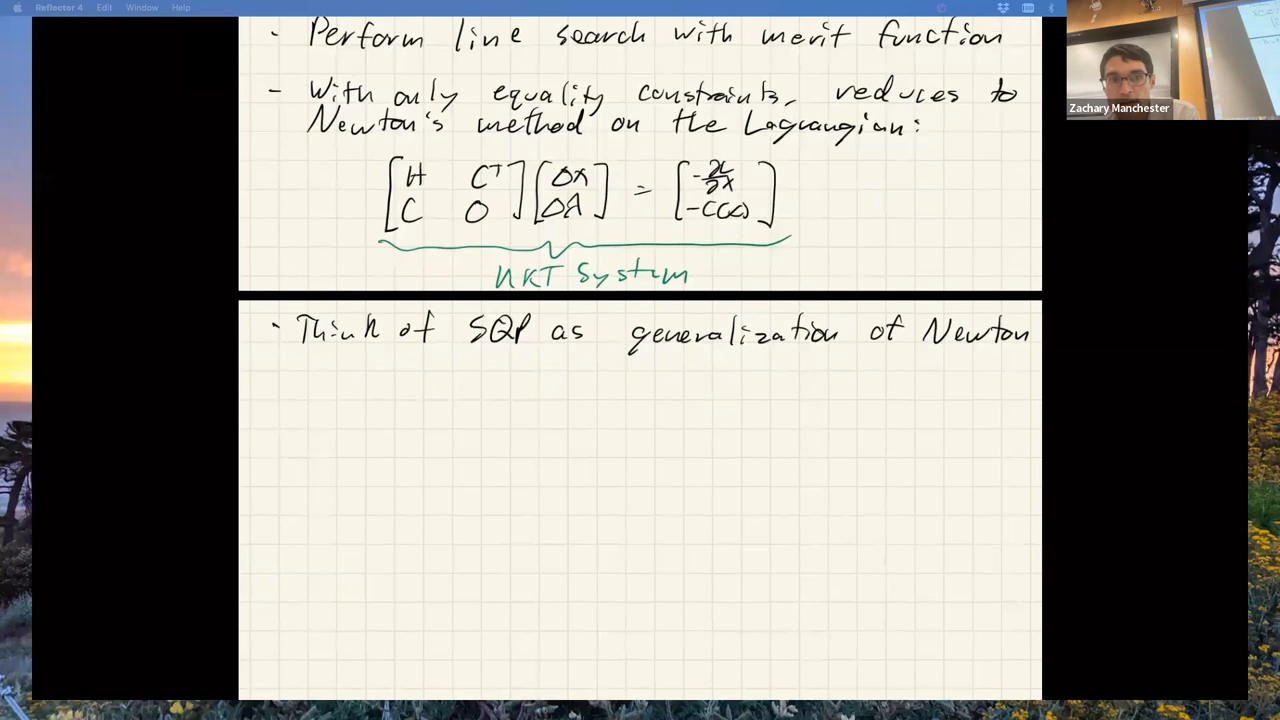 Reflector 4 Edit Window Help
· Perform line search with merit function
- With only equality constraints, reduces to
Newton's method on the Lagrangian:
[H Cᵀ; C 0] [Δx; Δλ] = [-∂L/∂x; -C(x)]
KKT System
· Think of SQP as generalization of Newton
Zachary Manchester